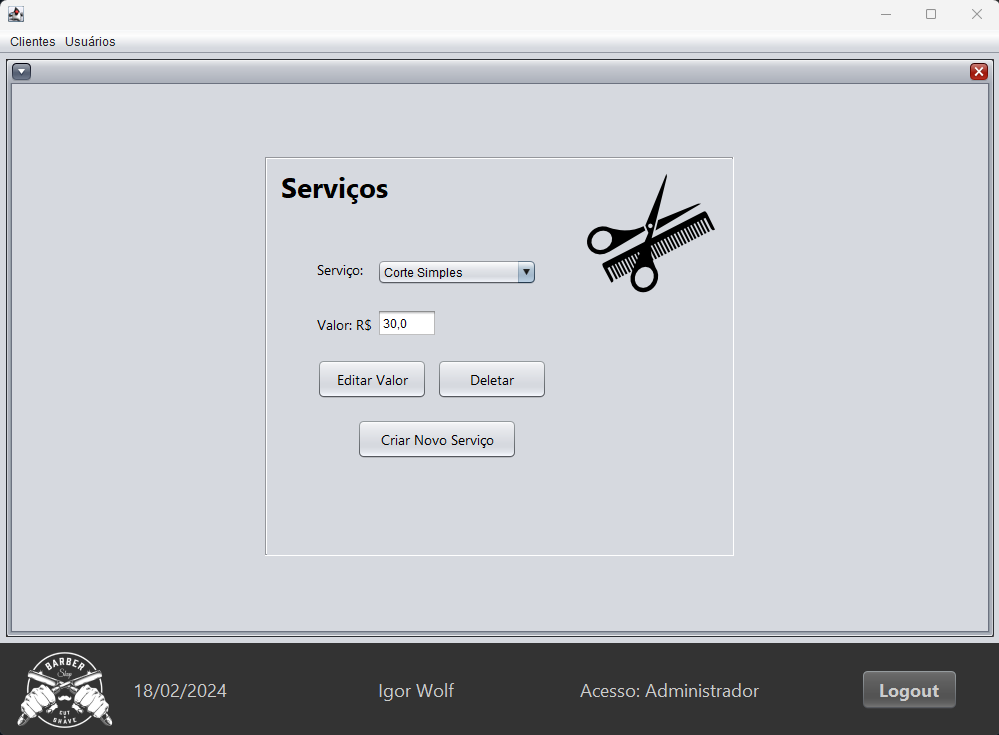 Clientes Usuários
Serviços
Serviço: Corte Simples
Valor: R$ 30,0
Editar Valor Deletar
Criar Novo Serviço
BARBER
Shop
CUT
&
SHAVE
18/02/2024 Igor Wolf Acesso: Administrador Logout